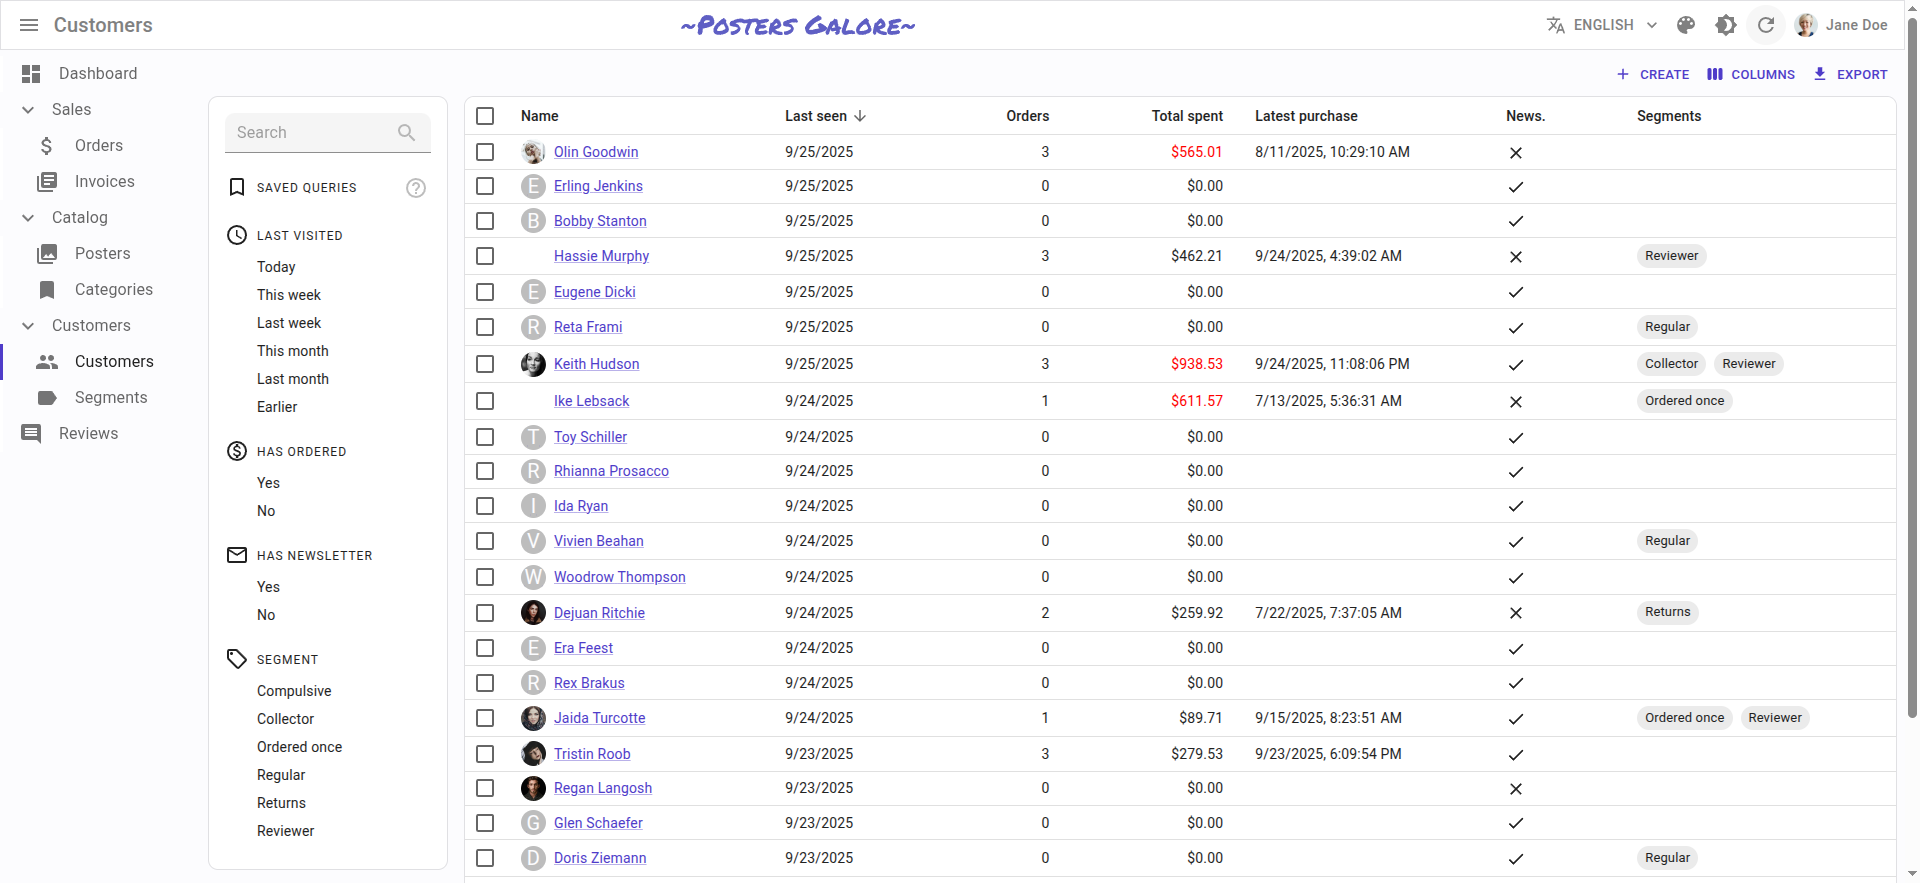 Customers
~Posters Galore~
ENGLISH
Jane Doe
Dashboard
Sales
Orders
Invoices
Catalog
Posters
Categories
Customers
Customers
Segments
Reviews
CREATE COLUMNS EXPORT
Search
SAVED QUERIES
LAST VISITED
Today
This week
Last week
This month
Last month
Earlier
HAS ORDERED
Yes
No
HAS NEWSLETTER
Yes
No
SEGMENT
Compulsive
Collector
Ordered once
Regular
Returns
Reviewer
Name Last seen Orders Total spent Latest purchase News. Segments
Olin Goodwin 9/25/2025 3 $565.01 8/11/2025, 10:29:10 AM
E Erling Jenkins 9/25/2025 0 $0.00
B Bobby Stanton 9/25/2025 0 $0.00
Hassie Murphy 9/25/2025 3 $462.21 9/24/2025, 4:39:02 AM Reviewer
E Eugene Dicki 9/25/2025 0 $0.00
R Reta Frami 9/25/2025 0 $0.00 Regular
Keith Hudson 9/25/2025 3 $938.53 9/24/2025, 11:08:06 PM Collector Reviewer
Ike Lebsack 9/24/2025 1 $611.57 7/13/2025, 5:36:31 AM Ordered once
T Toy Schiller 9/24/2025 0 $0.00
R Rhianna Prosacco 9/24/2025 0 $0.00
I Ida Ryan 9/24/2025 0 $0.00
V Vivien Beahan 9/24/2025 0 $0.00 Regular
W Woodrow Thompson 9/24/2025 0 $0.00
Dejuan Ritchie 9/24/2025 2 $259.92 7/22/2025, 7:37:05 AM Returns
E Era Feest 9/24/2025 0 $0.00
R Rex Brakus 9/24/2025 0 $0.00
Jaida Turcotte 9/24/2025 1 $89.71 9/15/2025, 8:23:51 AM Ordered once Reviewer
Tristin Roob 9/23/2025 3 $279.53 9/23/2025, 6:09:54 PM
Regan Langosh 9/23/2025 0 $0.00
G Glen Schaefer 9/23/2025 0 $0.00
D Doris Ziemann 9/23/2025 0 $0.00 Regular